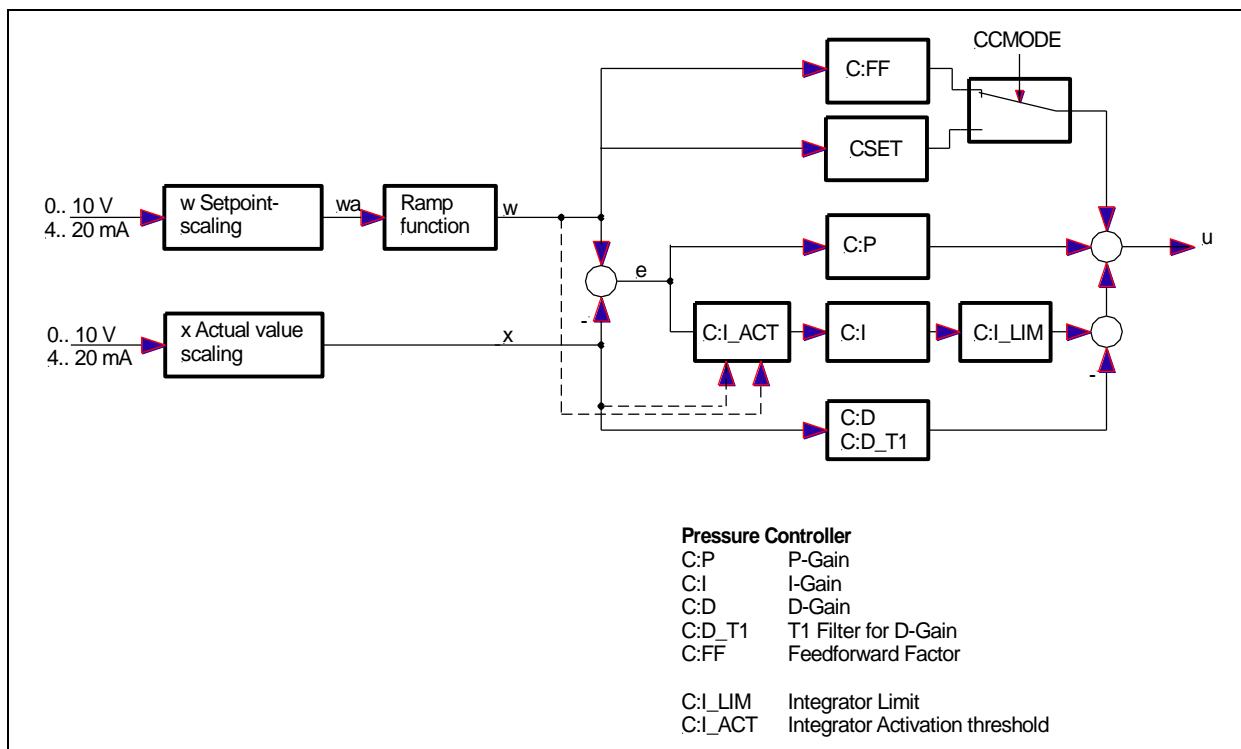 CCMODE
C:FF
CSET
0.. 10 V
4.. 20 mA
w Setpoint-
scaling
wa
Ramp
function
w
C:P
u
e
-
0.. 10 V
4.. 20 mA
x Actual value
scaling
x
C:I_ACT
C:I
C:I_LIM
-
C:D
C:D_T1
Pressure Controller
C:P P-Gain
C:I I-Gain
C:D D-Gain
C:D_T1 T1 Filter for D-Gain
C:FF Feedforward Factor
C:I_LIM Integrator Limit
C:I_ACT Integrator Activation threshold